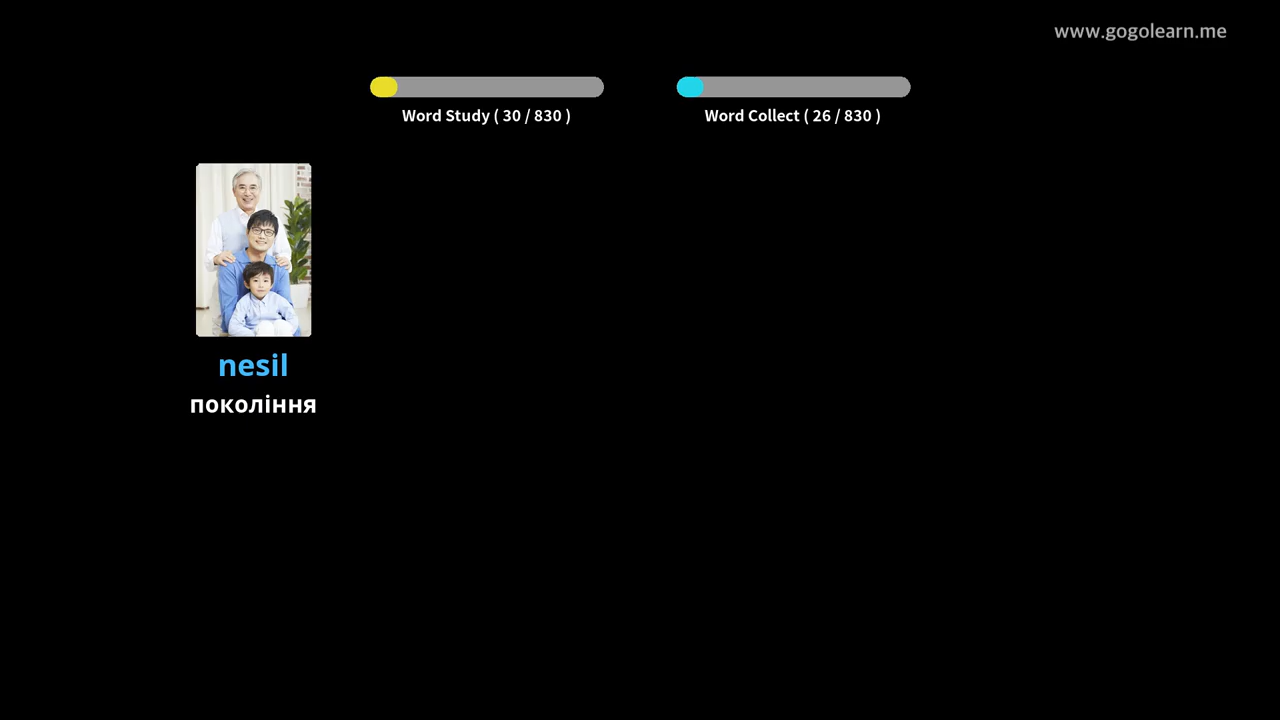 www.gogolearn.me
Word Study ( 30 / 830 )
Word Collect ( 26 / 830 )
nesil
покоління